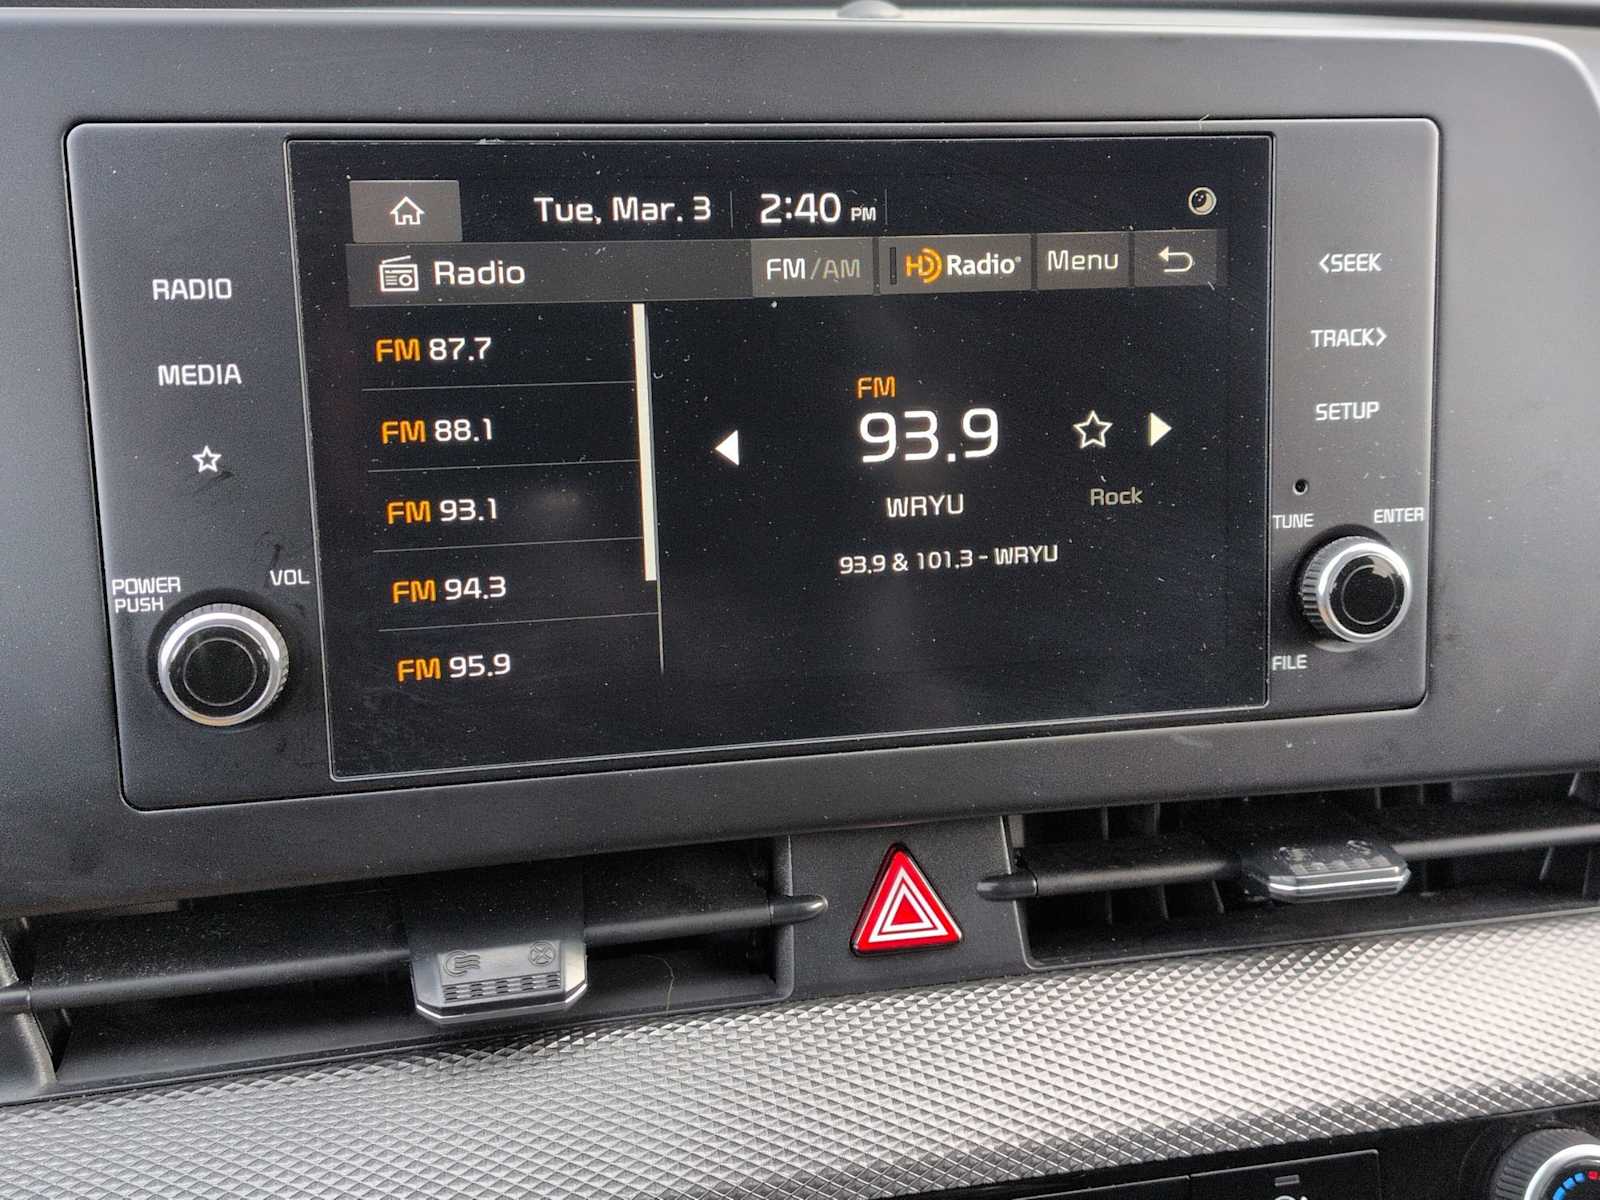 Tue, Mar. 3 2:40 PM
Radio FM/AM HD Radio® Menu
FM 87.7
FM 88.1
FM 93.1
FM 94.3
FM 95.9
FM
93.9
WRYU
Rock
93.9 & 101.3 - WRYU
RADIO
MEDIA
POWER
PUSH
VOL
<SEEK
TRACK>
SETUP
TUNE
ENTER
FILE